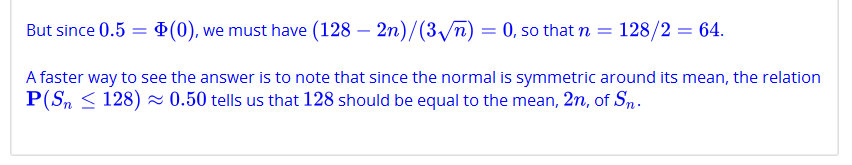 But since 0.5 = Φ(0), we must have (128 − 2n)/(3√n) = 0, so that n = 128/2 = 64.
A faster way to see the answer is to note that since the normal is symmetric around its mean, the relation
P(Sₙ ≤ 128) ≈ 0.50 tells us that 128 should be equal to the mean, 2n, of Sₙ.